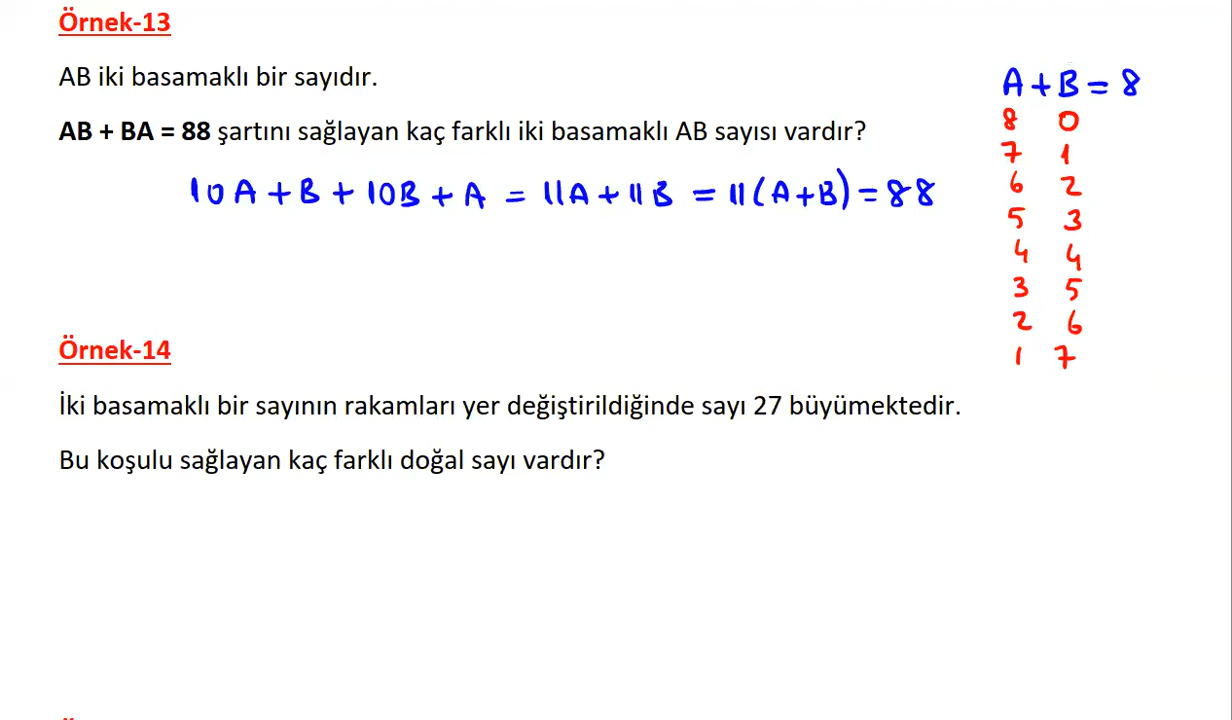 Örnek-13
AB iki basamaklı bir sayıdır.
AB + BA = 88 şartını sağlayan kaç farklı iki basamaklı AB sayısı vardır?
10A + B + 10B + A = 11A + 11B = 11(A+B) = 88
A + B = 8
8 0
7 1
6 2
5 3
4 4
3 5
2 6
1 7
Örnek-14
İki basamaklı bir sayının rakamları yer değiştirildiğinde sayı 27 büyümektedir.
Bu koşulu sağlayan kaç farklı doğal sayı vardır?